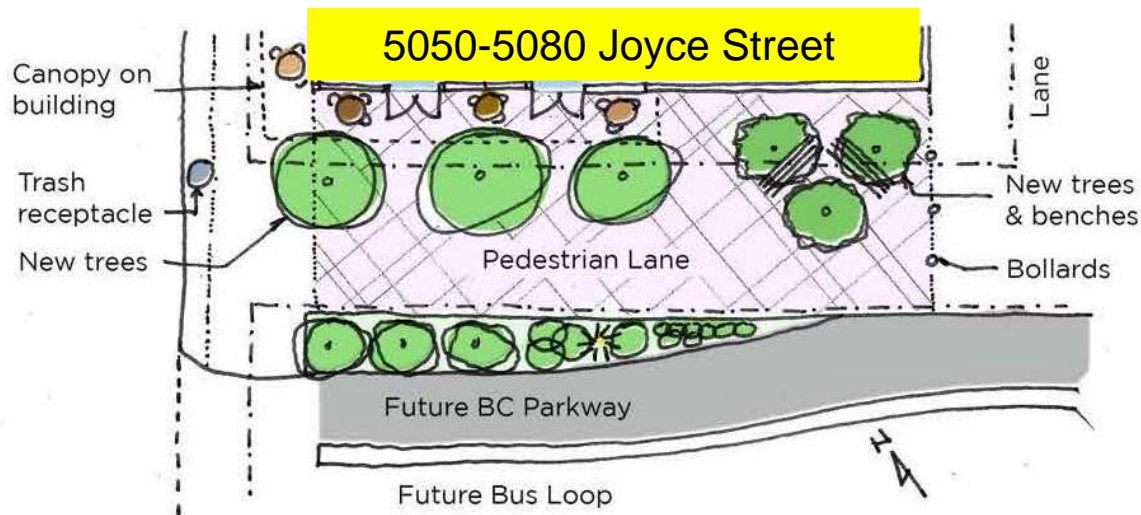 5050-5080 Joyce Street
Canopy on
building
Lane
Trash
receptacle
New trees
New trees
& benches
Pedestrian Lane
Bollards
Future BC Parkway
Future Bus Loop